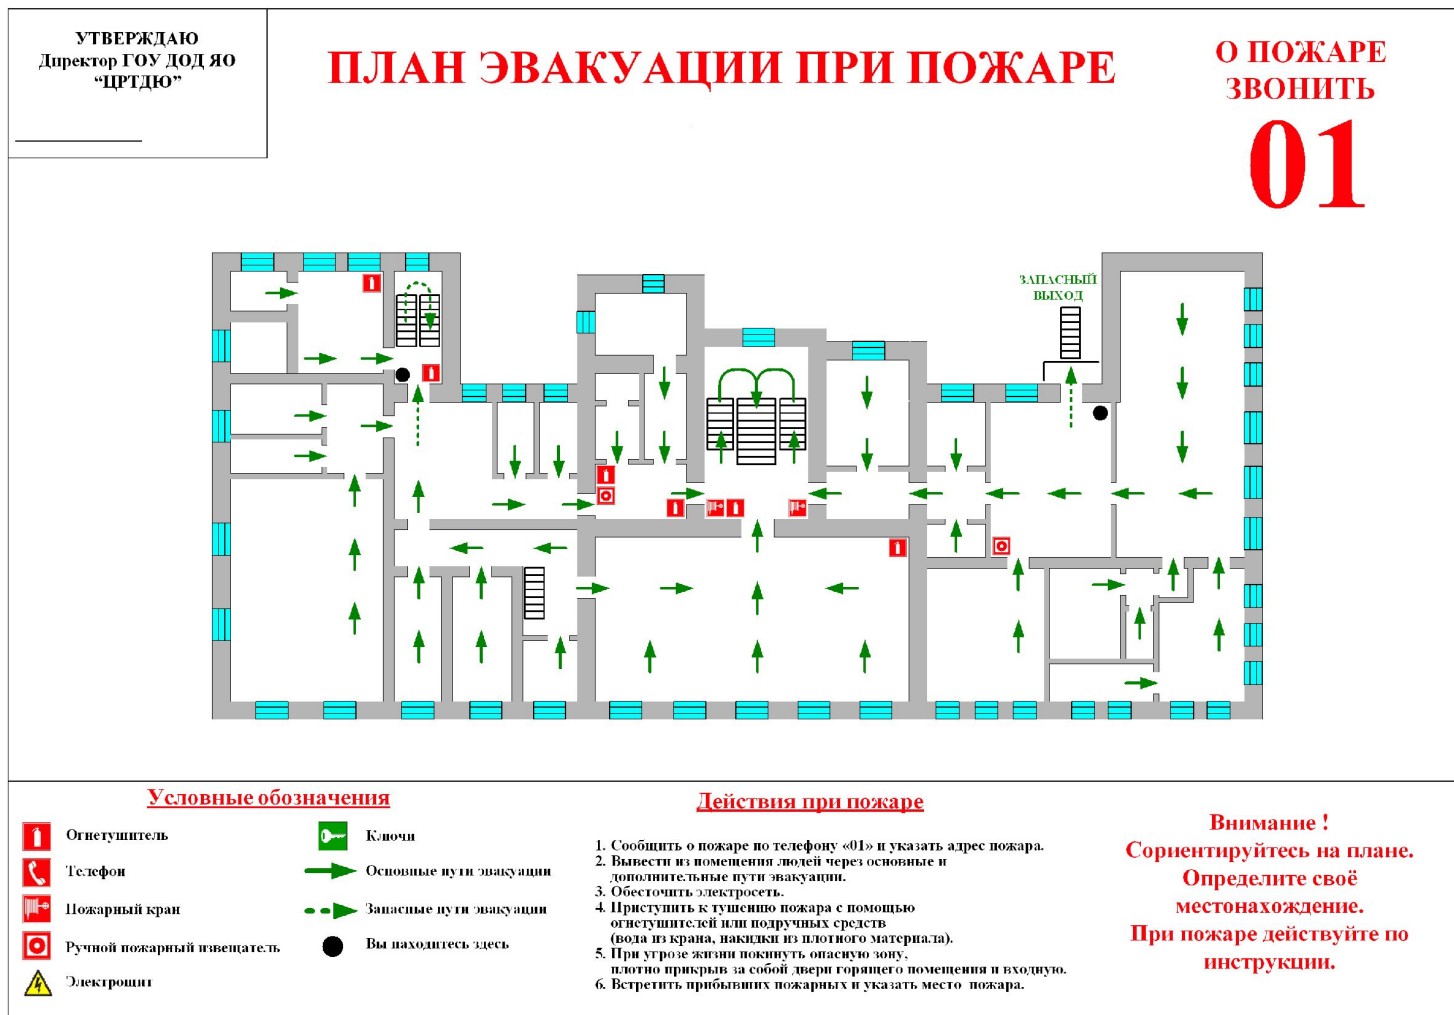 УТВЕРЖДАЮ
Директор ГОУ ДОД ЯО
“ЦРТДЮ”
ПЛАН ЭВАКУАЦИИ ПРИ ПОЖАРЕ
О ПОЖАРЕ
ЗВОНИТЬ
01
ЗАПАСНЫЙ
ВЫХОД
Условные обозначения
Огнетушитель
Телефон
Пожарный кран
Ручной пожарный извещатель
Электрощит
Ключи
Основные пути эвакуации
Запасные пути эвакуации
Вы находитесь здесь
Действия при пожаре
1. Сообщить о пожаре по телефону «01» и указать адрес пожара.
2. Вывести из помещения людей через основные и
дополнительные пути эвакуации.
3. Обесточить электросеть.
4. Приступить к тушению пожара с помощью
огнетушителей или подручных средств
(вода из крана, накидки из плотного материала).
5. При угрозе жизни покинуть опасную зону,
плотно прикрыв за собой двери горящего помещения и входную.
6. Встретить прибывших пожарных и указать место пожара.
Внимание !
Сориентируйтесь на плане.
Определите своё
местонахождение.
При пожаре действуйте по
инструкции.